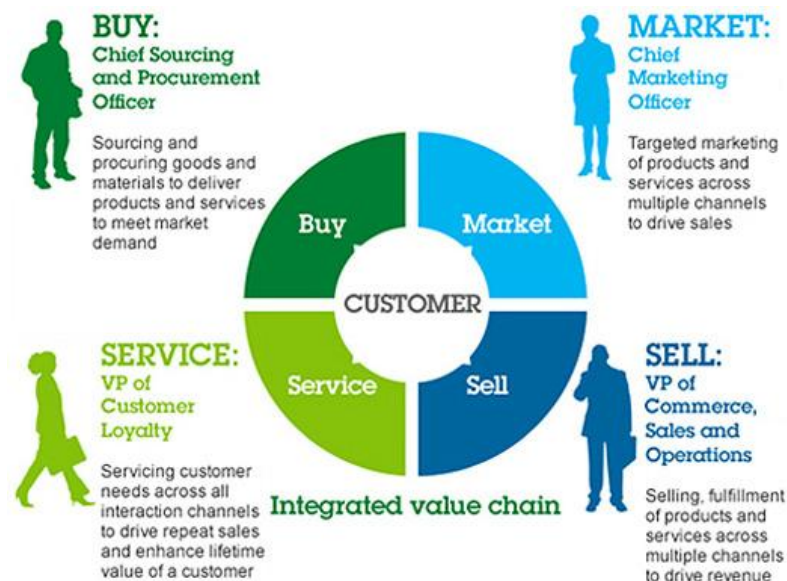 BUY:
Chief Sourcing
and Procurement
Officer
Sourcing and
procuring goods and
materials to deliver
products and services
to meet market
demand
MARKET:
Chief
Marketing
Officer
Targeted marketing
of products and
services across
multiple channels
to drive sales
Buy
Market
CUSTOMER
Service
Sell
SERVICE:
VP of
Customer
Loyalty
Servicing customer
needs across all
interaction channels
to drive repeat sales
and enhance lifetime
value of a customer
SELL:
VP of
Commerce,
Sales and
Operations
Selling, fulfillment
of products and
services across
multiple channels
to drive revenue
Integrated value chain